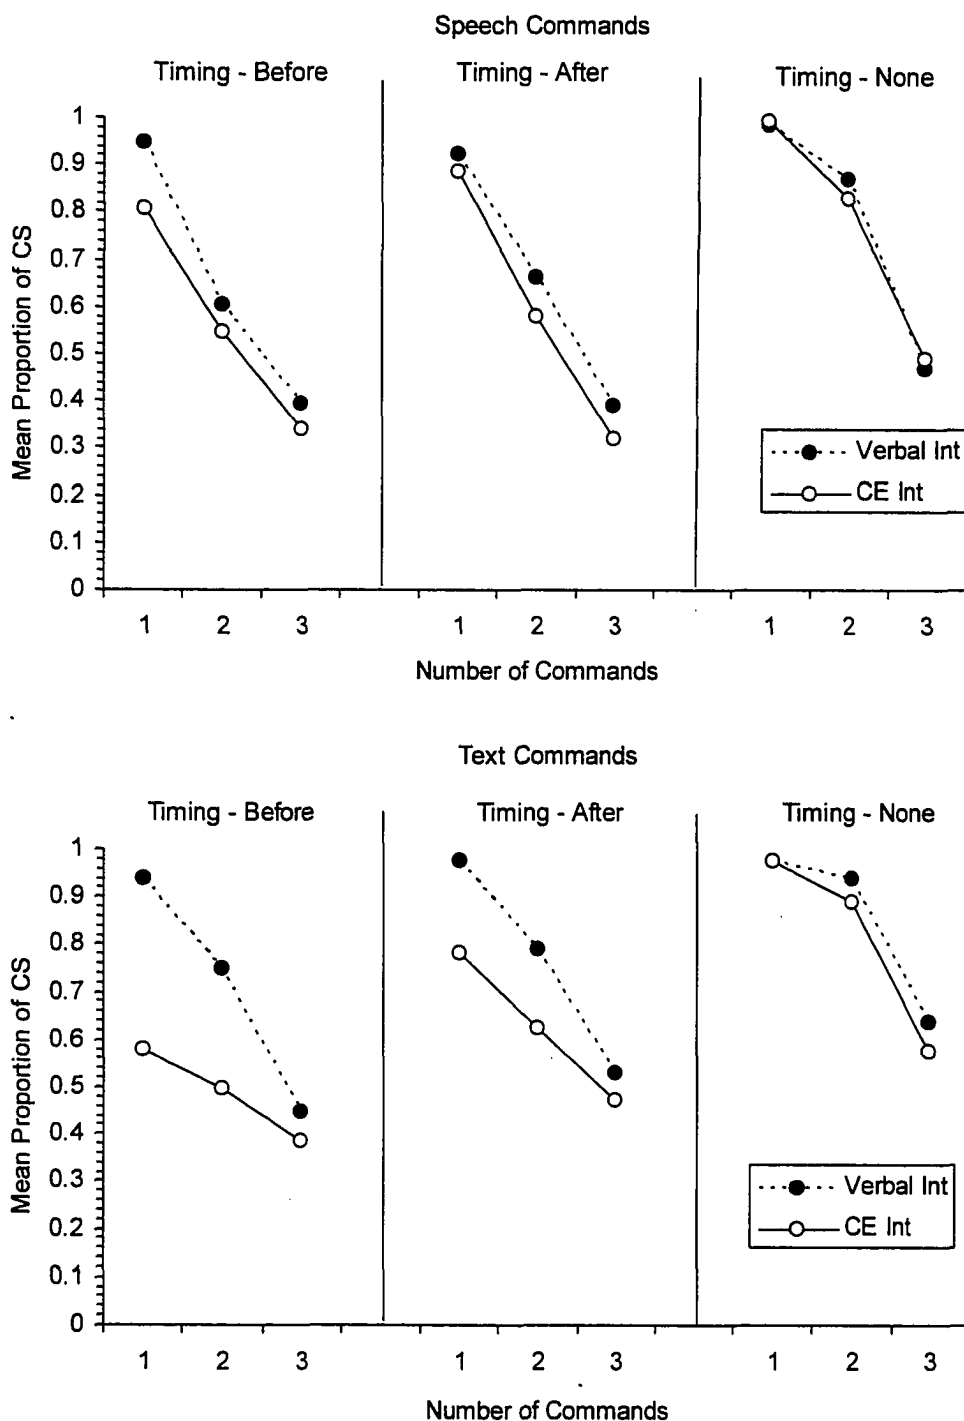 Speech Commands
Timing - Before
Timing - After
Timing - None
Mean Proportion of CS
1
0.9
0.8
0.7
0.6
0.5
0.4
0.3
0.2
0.1
0
Verbal Int
CE Int
1 2 3 1 2 3 1 2 3
Number of Commands
Text Commands
Timing - Before
Timing - After
Timing - None
Mean Proportion of CS
1
0.9
0.8
0.7
0.6
0.5
0.4
0.3
0.2
0.1
0
Verbal Int
CE Int
1 2 3 1 2 3 1 2 3
Number of Commands